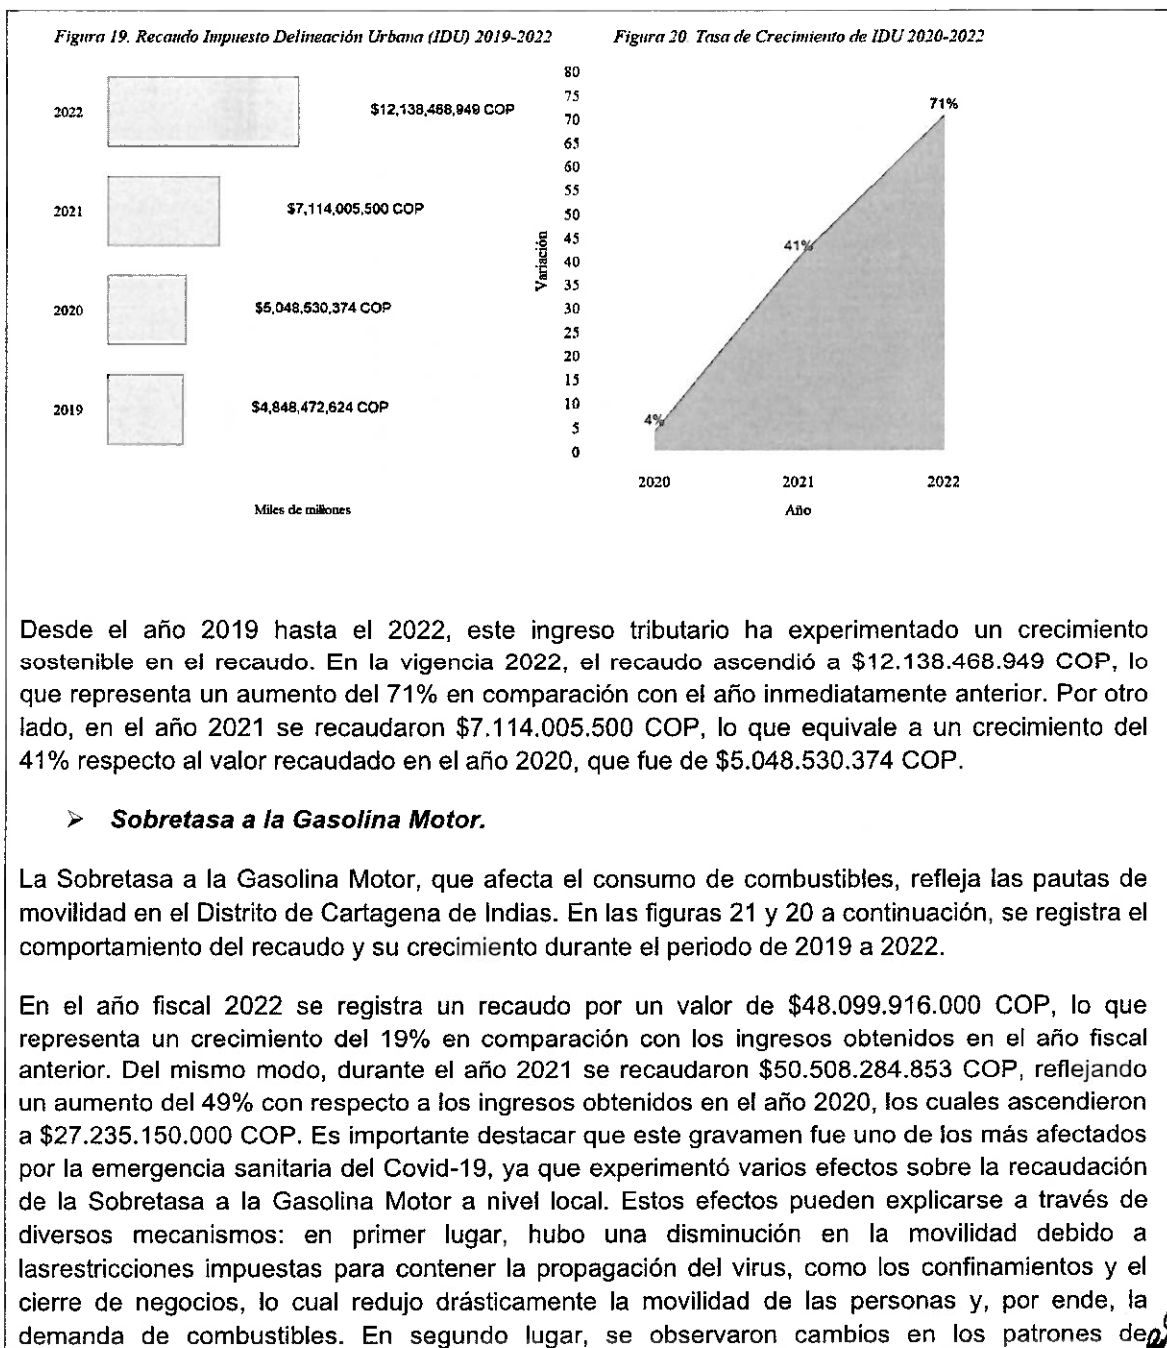 Figura 19. Recaudo Impuesto Delineación Urbana (IDU) 2019-2022
2022
$12,138,468,949 COP
2021
$7,114,005,500 COP
2020
$5,048,530,374 COP
2019
$4,848,472,624 COP
Miles de millones
Figura 20. Tasa de Crecimiento de IDU 2020-2022
80
75
70
65
60
55
50
45
40
35
30
25
20
15
10
5
0
Variación
4%
41%
71%
2020
2021
2022
Año
Desde el año 2019 hasta el 2022, este ingreso tributario ha experimentado un crecimiento
sostenible en el recaudo. En la vigencia 2022, el recaudo ascendió a $12.138.468.949 COP, lo
que representa un aumento del 71% en comparación con el año inmediatamente anterior. Por otro
lado, en el año 2021 se recaudaron $7.114.005.500 COP, lo que equivale a un crecimiento del
41% respecto al valor recaudado en el año 2020, que fue de $5.048.530.374 COP.
➢ Sobretasa a la Gasolina Motor.
La Sobretasa a la Gasolina Motor, que afecta el consumo de combustibles, refleja las pautas de
movilidad en el Distrito de Cartagena de Indias. En las figuras 21 y 20 a continuación, se registra el
comportamiento del recaudo y su crecimiento durante el periodo de 2019 a 2022.
En el año fiscal 2022 se registra un recaudo por un valor de $48.099.916.000 COP, lo que
representa un crecimiento del 19% en comparación con los ingresos obtenidos en el año fiscal
anterior. Del mismo modo, durante el año 2021 se recaudaron $50.508.284.853 COP, reflejando
un aumento del 49% con respecto a los ingresos obtenidos en el año 2020, los cuales ascendieron
a $27.235.150.000 COP. Es importante destacar que este gravamen fue uno de los más afectados
por la emergencia sanitaria del Covid-19, ya que experimentó varios efectos sobre la recaudación
de la Sobretasa a la Gasolina Motor a nivel local. Estos efectos pueden explicarse a través de
diversos mecanismos: en primer lugar, hubo una disminución en la movilidad debido a
lasrestricciones impuestas para contener la propagación del virus, como los confinamientos y el
cierre de negocios, lo cual redujo drásticamente la movilidad de las personas y, por ende, la
demanda de combustibles. En segundo lugar, se observaron cambios en los patrones de